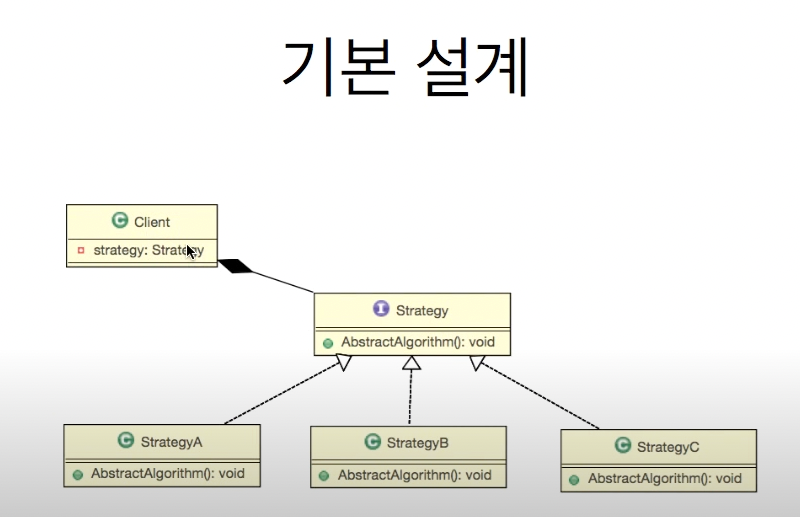 기본 설계
C Client
strategy: Strategy
I Strategy
AbstractAlgorithm(): void
C StrategyA
AbstractAlgorithm(): void
C StrategyB
AbstractAlgorithm(): void
C StrategyC
AbstractAlgorithm(): void